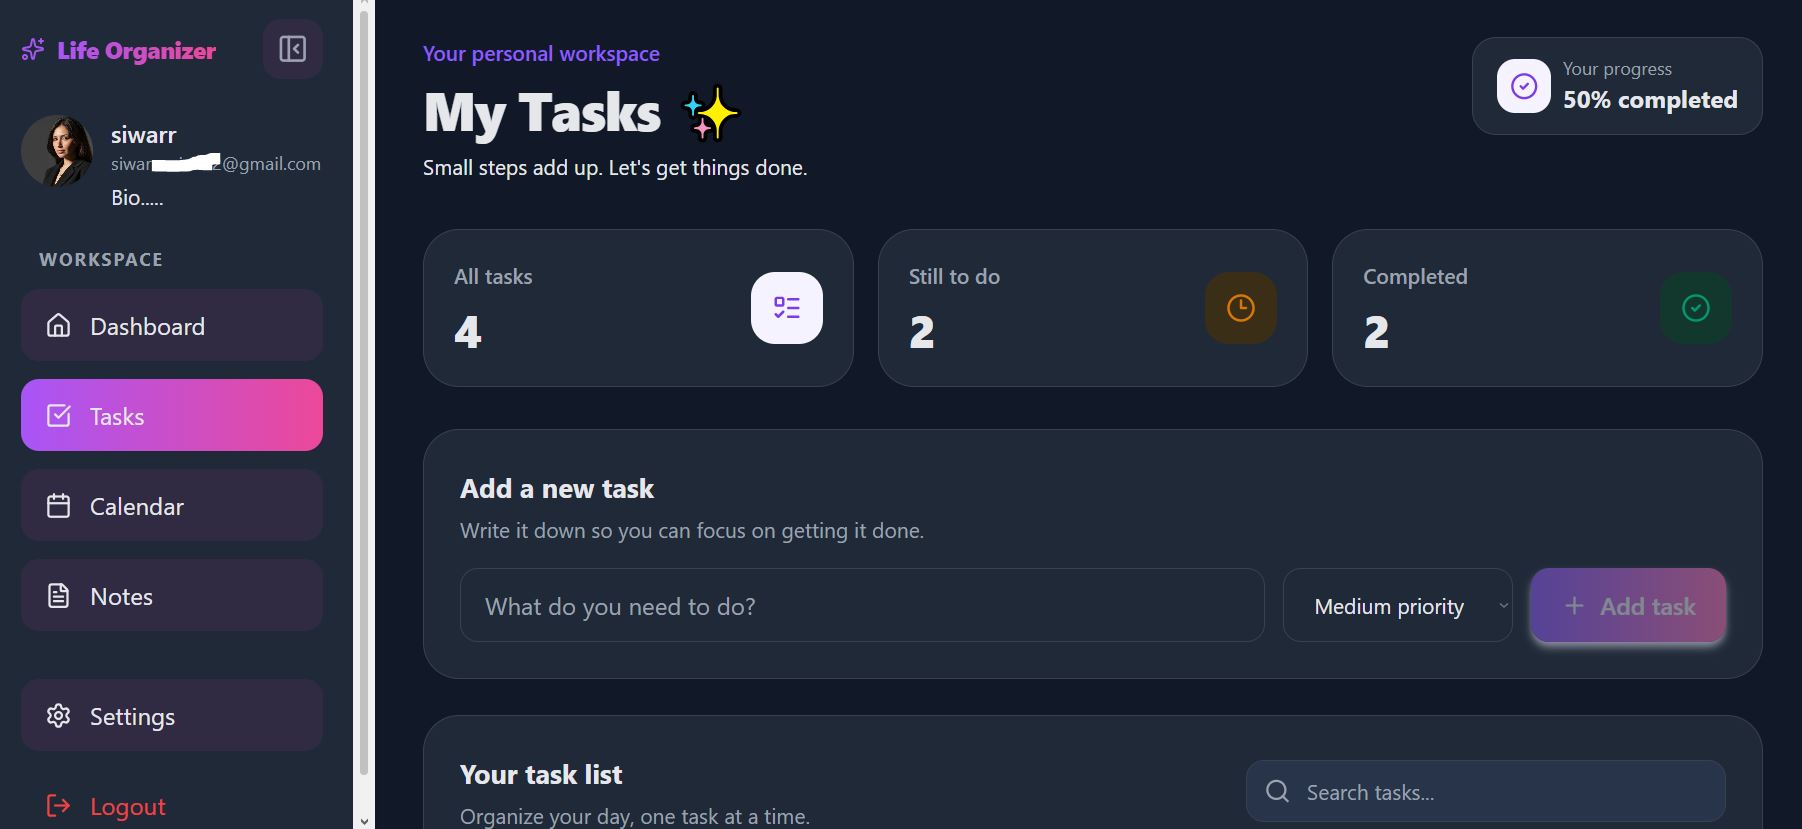 Life Organizer
siwarr
@gmail.com
Bio.....
WORKSPACE
Dashboard
Tasks
Calendar
Notes
Settings
Logout
Your personal workspace
My Tasks ✨
Small steps add up. Let's get things done.
Your progress
50% completed
All tasks
4
Still to do
2
Completed
2
Add a new task
Write it down so you can focus on getting it done.
What do you need to do?
Medium priority
+ Add task
Your task list
Organize your day, one task at a time.
Search tasks...